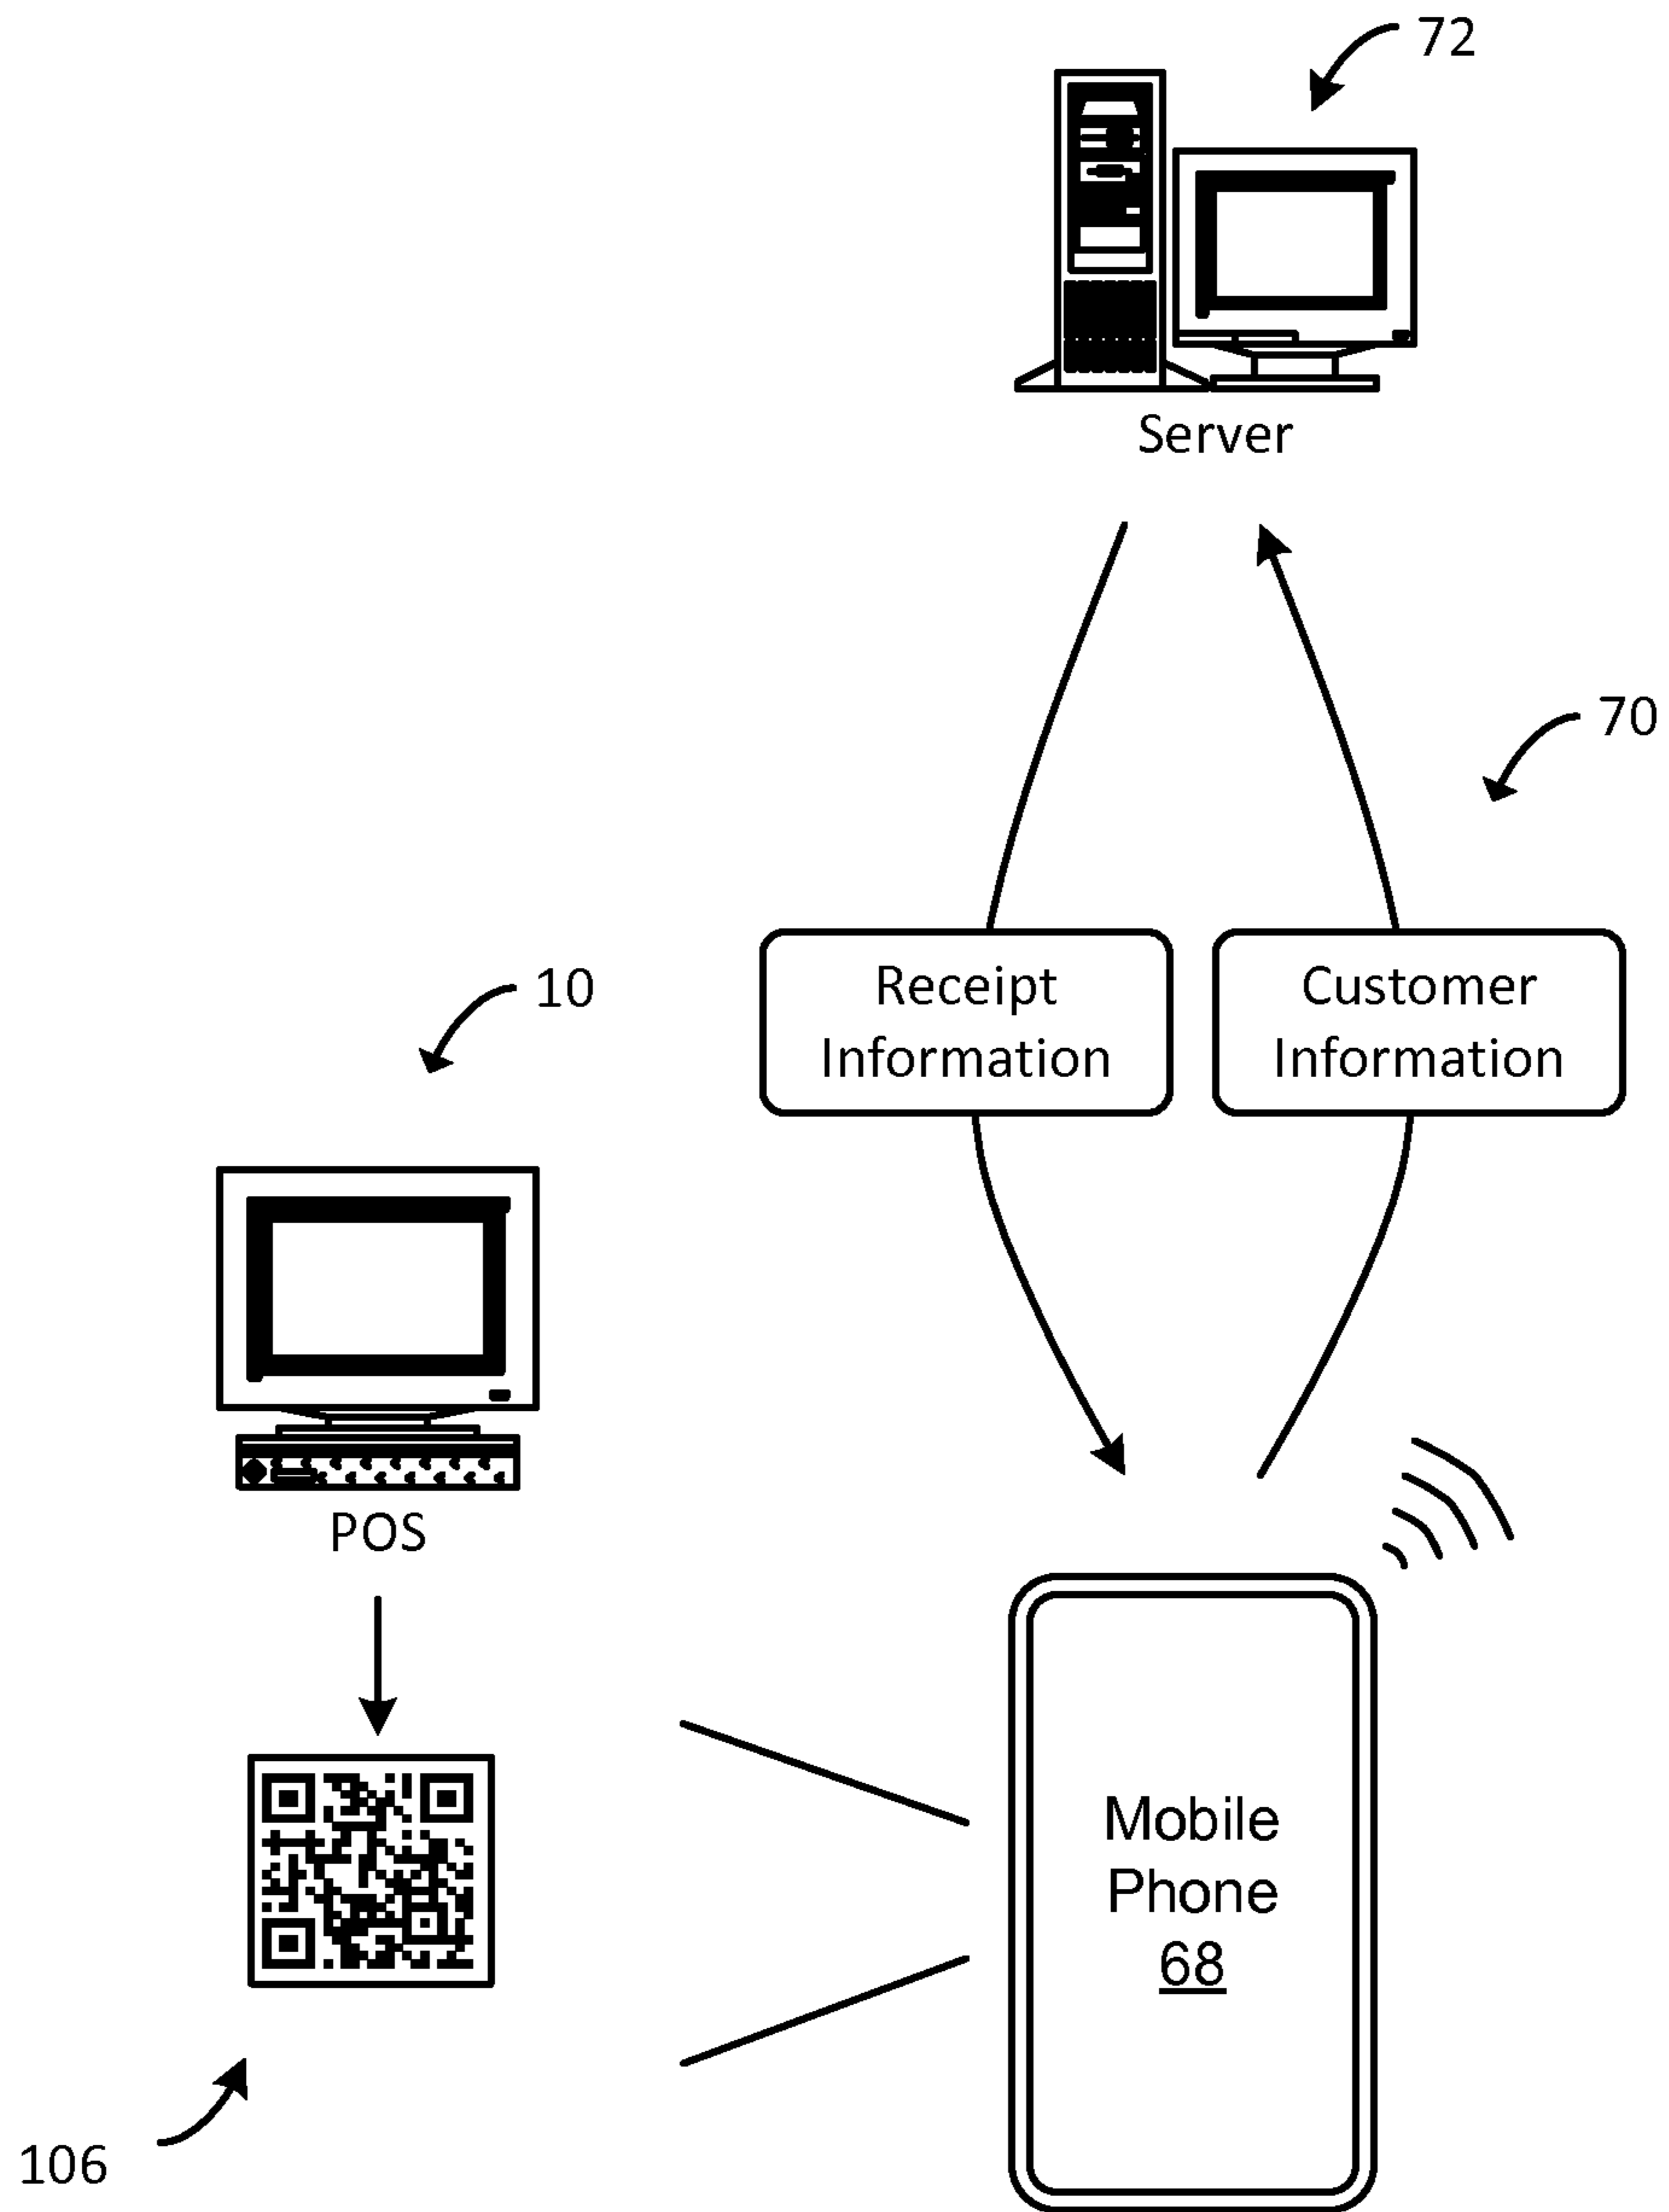 72
Server
70
10
Receipt
Information
Customer
Information
POS
Mobile
Phone
68
106